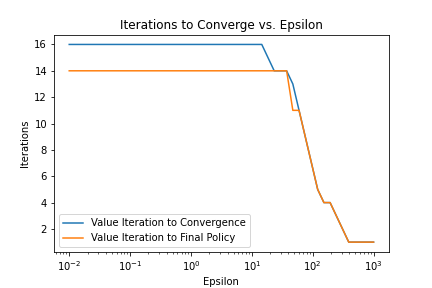 Iterations to Converge vs. Epsilon
16
14
12
10
8
6
4
2
Iterations
Value Iteration to Convergence
Value Iteration to Final Policy
10⁻² 10⁻¹ 10⁰ 10¹ 10² 10³
Epsilon